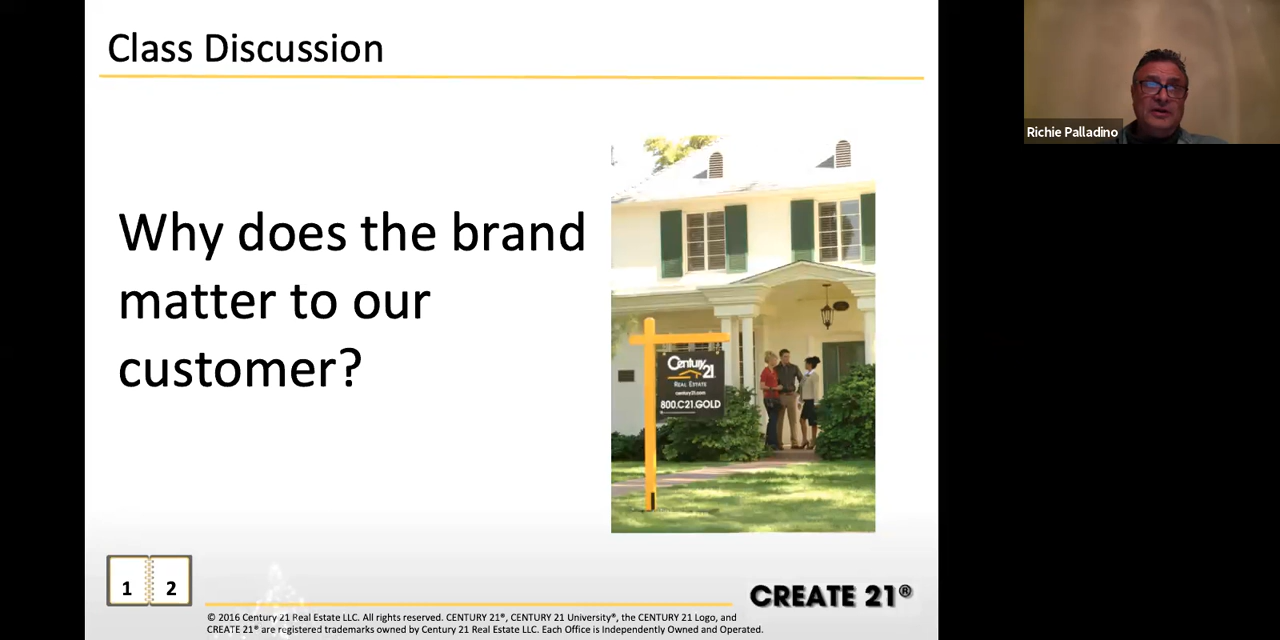 Class Discussion
Richie Palladino
Why does the brand
matter to our
customer?
Century
21
REAL ESTATE
century21.com
800.C21.GOLD
1 2
CREATE 21®
© 2016 Century 21 Real Estate LLC. All rights reserved. CENTURY 21®, CENTURY 21 University®, the CENTURY 21 Logo, and
CREATE 21® are registered trademarks owned by Century 21 Real Estate LLC. Each Office is Independently Owned and Operated.